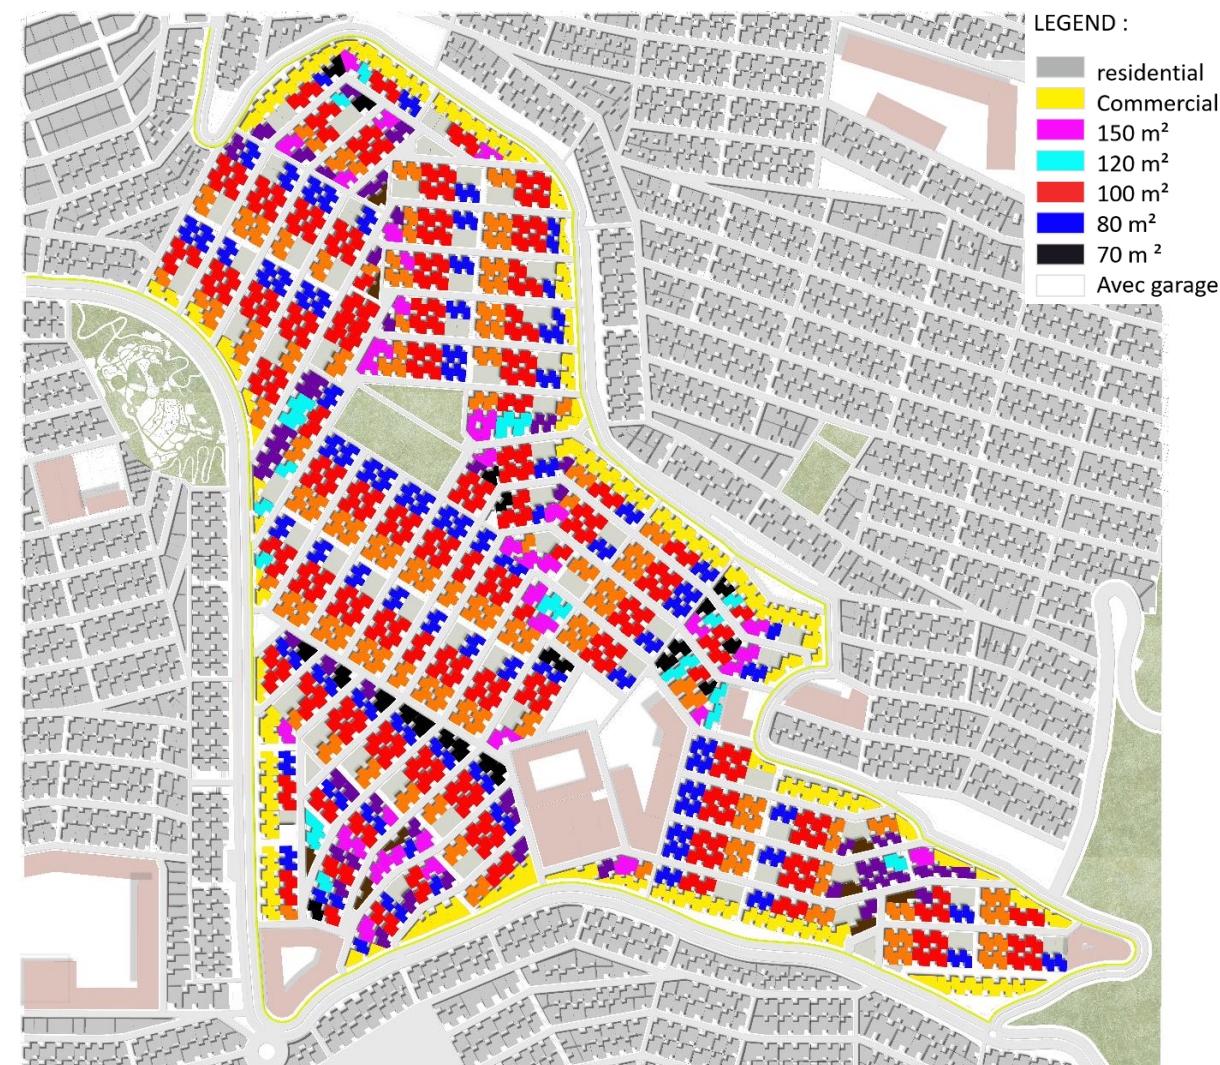 LEGEND :
residential
Commercial
150 m²
120 m²
100 m²
80 m²
70 m ²
Avec garage